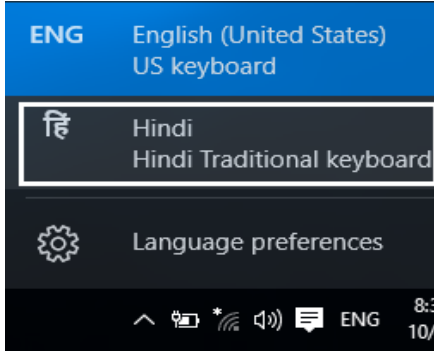 ENG English (United States)
US keyboard
हिं Hindi
Hindi Traditional keyboard
Language preferences
ENG